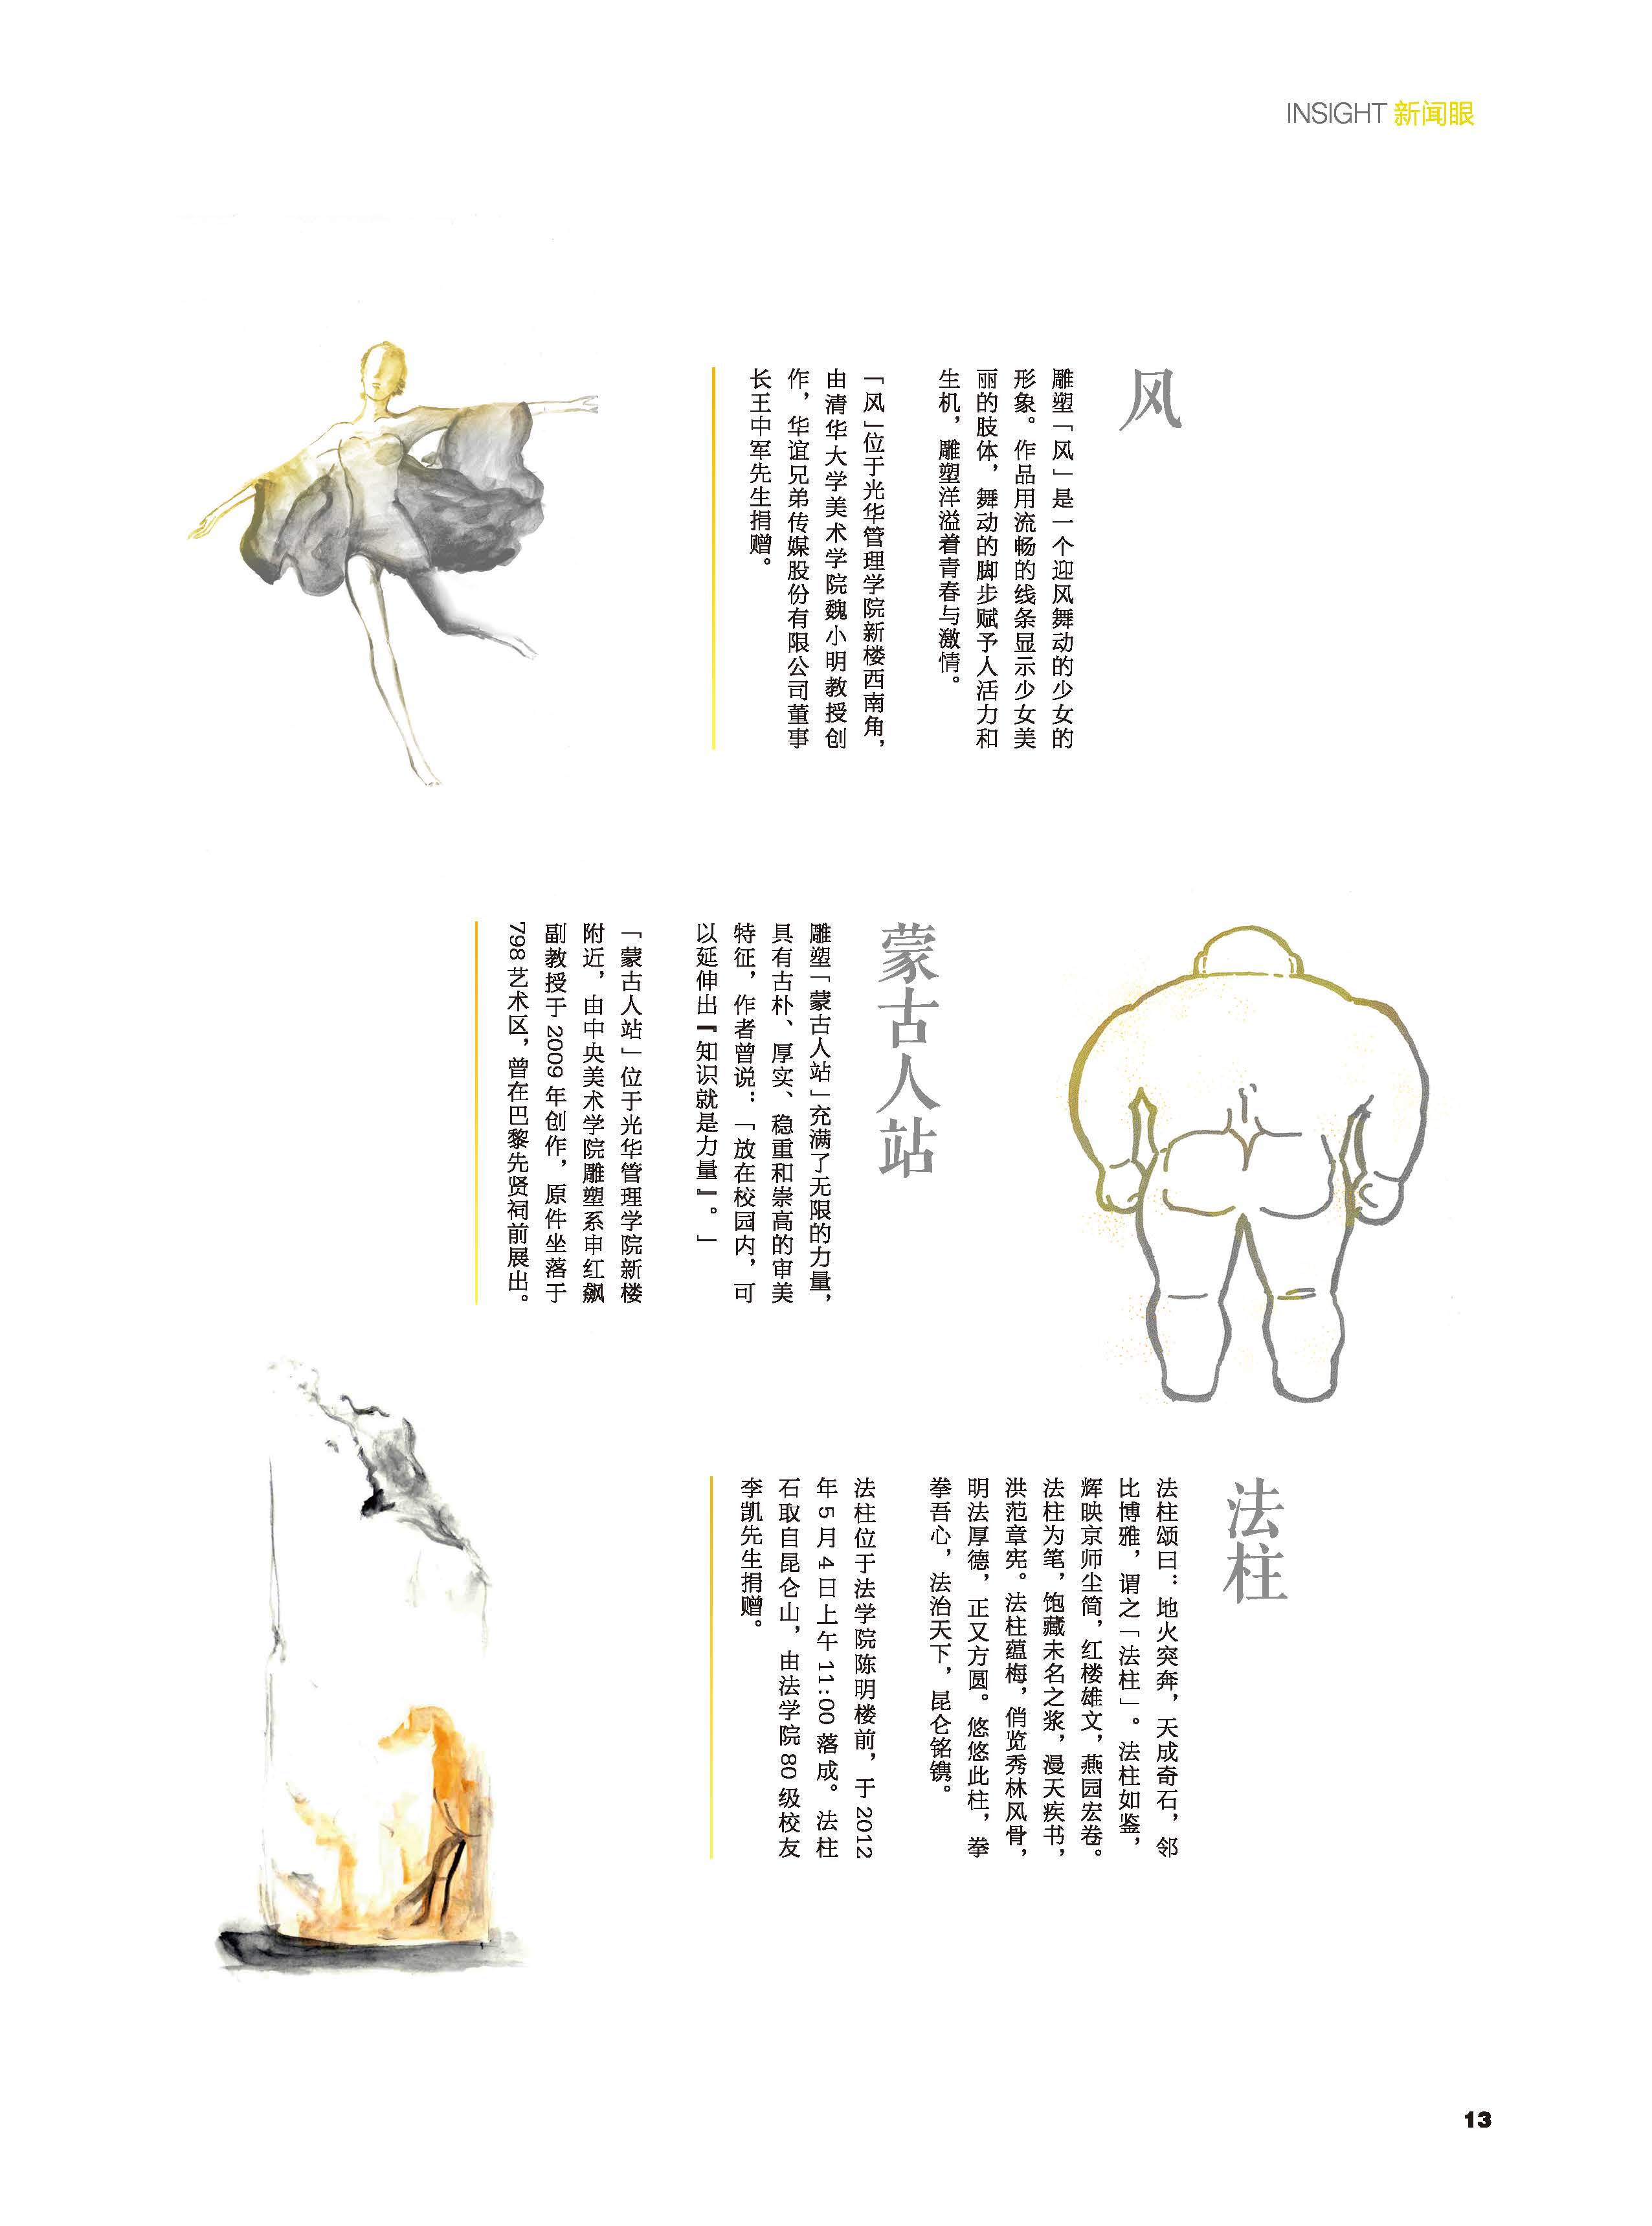 INSIGHT 新闻眼
风
雕塑「风」是一个迎风舞动的少女的
形象。作品用流畅的线条显示少女美
丽的肢体，舞动的脚步赋予人活力和
生机，雕塑洋溢着青春与激情。
「风」位于光华管理学院新楼西南角，
由清华大学美术学院魏小明教授创
作，华谊兄弟传媒股份有限公司董事
长王中军先生捐赠。
蒙古人站
雕塑「蒙古人站」充满了无限的力量，
具有古朴、厚实、稳重和崇高的审美
特征，作者曾说：「放在校园内，可
以延伸出『知识就是力量』。」
「蒙古人站」位于光华管理学院新楼
附近，由中央美术学院雕塑系申红飙
副教授于 2009 年创作，原件坐落于
798 艺术区，曾在巴黎先贤祠前展出。
法柱
法柱颂曰：地火突奔，天成奇石，邻
比博雅，谓之「法柱」。法柱如鉴，
辉映京师尘简，红楼雄文，燕园宏卷。
法柱为笔，饱藏未名之浆，漫天疾书，
洪范章宪。法柱蕴梅，俏览秀林风骨，
明法厚德，正又方圆。悠悠此柱，拳
拳吾心，法治天下，昆仑铭镌。
法柱位于法学院陈明楼前，于 2012
年 5 月 4 日上午 11:00 落成。法柱
石取自昆仑山，由法学院 80 级校友
李凯先生捐赠。
13